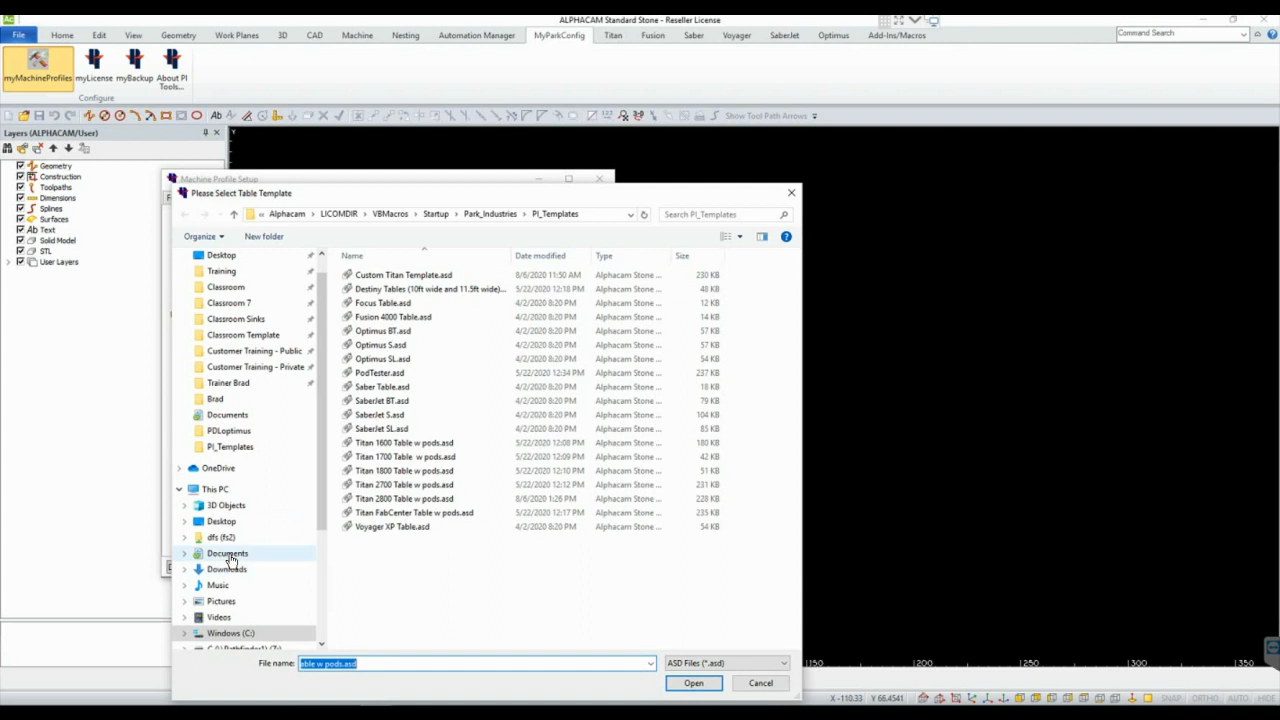 ALPHACAM Standard Stone - Reseller License
File Home Edit View Geometry Work Planes 3D CAD Machine Nesting Automation Manager MyParkConfig Titan Fusion Saber Voyager SaberJet Optimus Add-Ins/Macros Command Search
myMachineProfiles myLicense myBackup About PI Tools...
Configure
Show Tool Path Arrows
Layers (ALPHACAM/User)
Geometry
Construction
Toolpaths
Dimensions
Splines
Surfaces
Text
Solid Model
STL
User Layers
Machine Profile Setup
Please Select Table Template
« Alphacam > LICOMDIR > VBMacros > Startup > Park_Industries > PI_Templates Search PI_Templates
Organize New folder
Name Date modified Type Size
Desktop
Training
Classroom
Classroom 7
Classroom Sinks
Classroom Template
Customer Training - Public
Customer Training - Private
Trainer Brad
Brad
Documents
PDLoptimus
PI_Templates
OneDrive
This PC
3D Objects
Desktop
dfs (fs2)
Documents
Downloads
Music
Pictures
Videos
Windows (C:)
Custom Titan Template.asd 8/6/2020 11:50 AM Alphacam Stone ... 230 KB
Destiny Tables (10ft wide and 11.5ft wide)... 5/22/2020 12:18 PM Alphacam Stone ... 48 KB
Focus Table.asd 4/2/2020 8:20 PM Alphacam Stone ... 12 KB
Fusion 4000 Table.asd 4/2/2020 8:20 PM Alphacam Stone ... 14 KB
Optimus BT.asd 4/2/2020 8:20 PM Alphacam Stone ... 57 KB
Optimus S.asd 4/2/2020 8:20 PM Alphacam Stone ... 57 KB
Optimus SL.asd 4/2/2020 8:20 PM Alphacam Stone ... 54 KB
PodTester.asd 5/22/2020 12:34 PM Alphacam Stone ... 237 KB
Saber Table.asd 4/2/2020 8:20 PM Alphacam Stone ... 18 KB
SaberJet BT.asd 4/2/2020 8:20 PM Alphacam Stone ... 79 KB
SaberJet S.asd 4/2/2020 8:20 PM Alphacam Stone ... 104 KB
SaberJet SL.asd 4/2/2020 8:20 PM Alphacam Stone ... 85 KB
Titan 1600 Table w pods.asd 5/22/2020 12:08 PM Alphacam Stone ... 180 KB
Titan 1700 Table w pods.asd 5/22/2020 12:09 PM Alphacam Stone ... 42 KB
Titan 1800 Table w pods.asd 5/22/2020 12:10 PM Alphacam Stone ... 51 KB
Titan 2700 Table w pods.asd 5/22/2020 12:12 PM Alphacam Stone ... 231 KB
Titan 2800 Table w pods.asd 8/6/2020 1:26 PM Alphacam Stone ... 228 KB
Titan FabCenter Table w pods.asd 5/22/2020 12:17 PM Alphacam Stone ... 235 KB
Voyager XP Table.asd 4/2/2020 8:20 PM Alphacam Stone ... 54 KB
File name: able w pods.asd ASD Files (*.asd)
Open Cancel
150 200 250 300 350
X -110.33 Y 66.4541 SNAP ORTHO AUTO HIDE